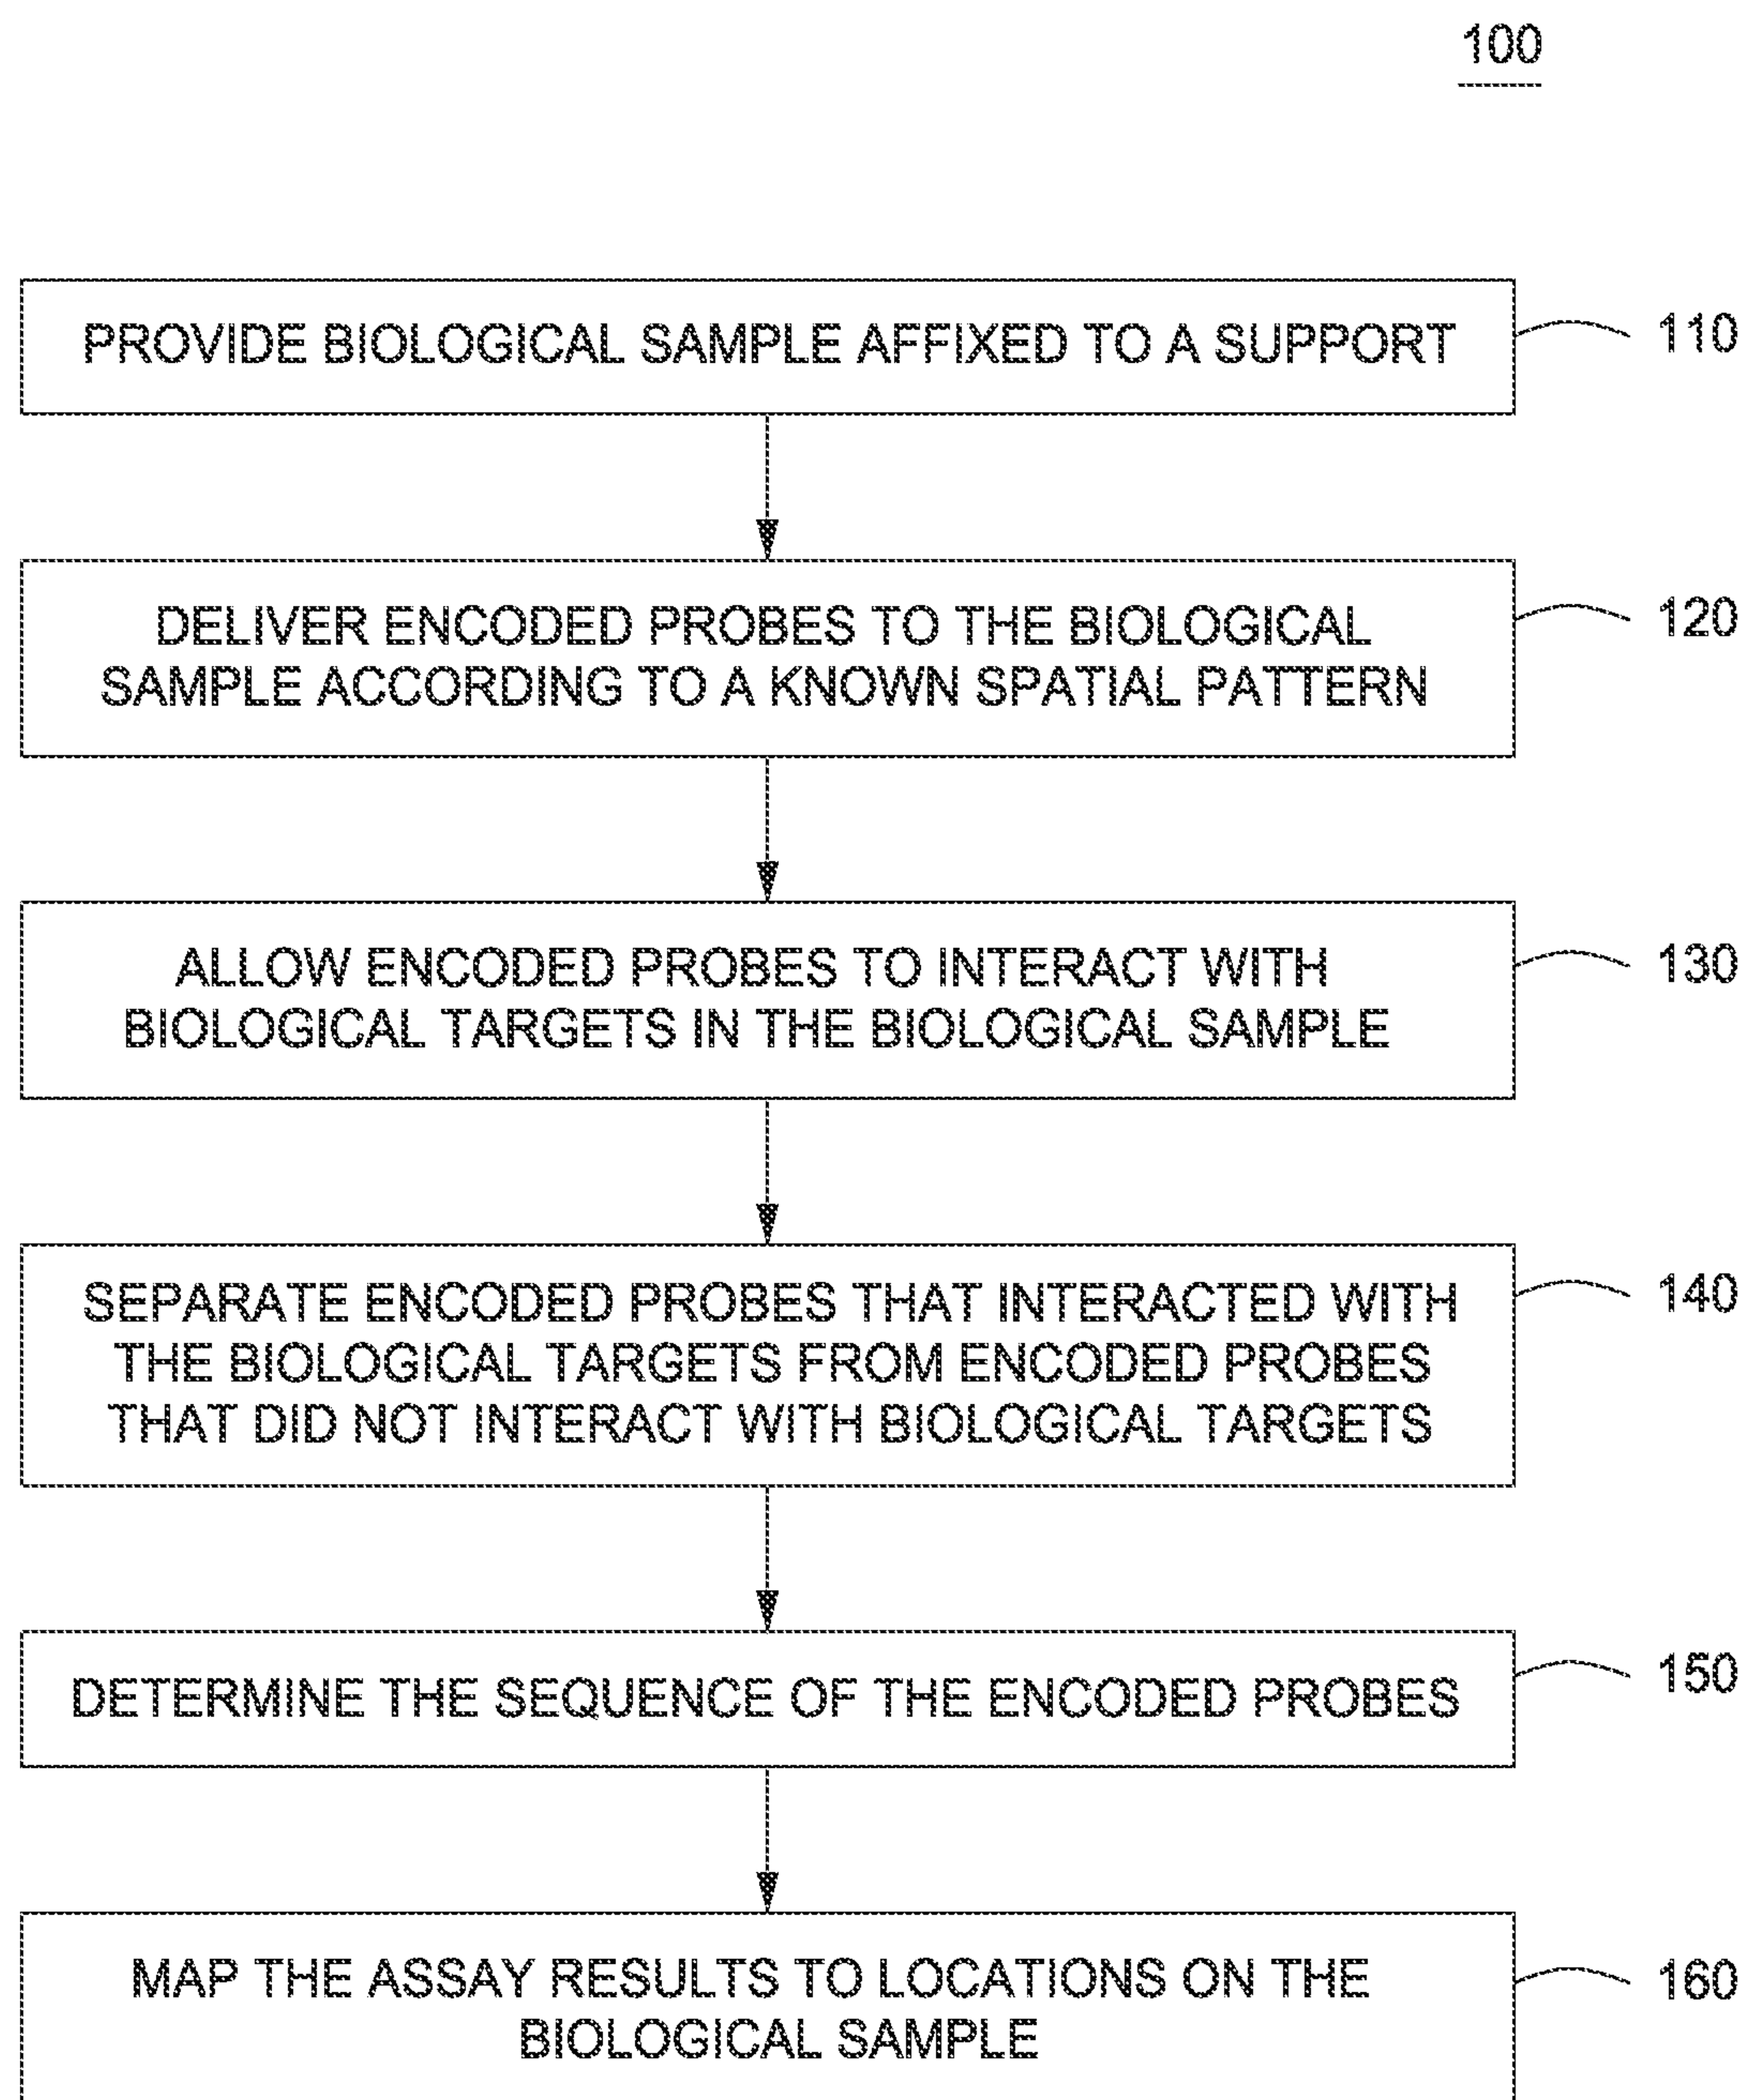 100
PROVIDE BIOLOGICAL SAMPLE AFFIXED TO A SUPPORT
110
DELIVER ENCODED PROBES TO THE BIOLOGICAL
SAMPLE ACCORDING TO A KNOWN SPATIAL PATTERN
120
ALLOW ENCODED PROBES TO INTERACT WITH
BIOLOGICAL TARGETS IN THE BIOLOGICAL SAMPLE
130
SEPARATE ENCODED PROBES THAT INTERACTED WITH
THE BIOLOGICAL TARGETS FROM ENCODED PROBES
THAT DID NOT INTERACT WITH BIOLOGICAL TARGETS
140
DETERMINE THE SEQUENCE OF THE ENCODED PROBES
150
MAP THE ASSAY RESULTS TO LOCATIONS ON THE
BIOLOGICAL SAMPLE
160